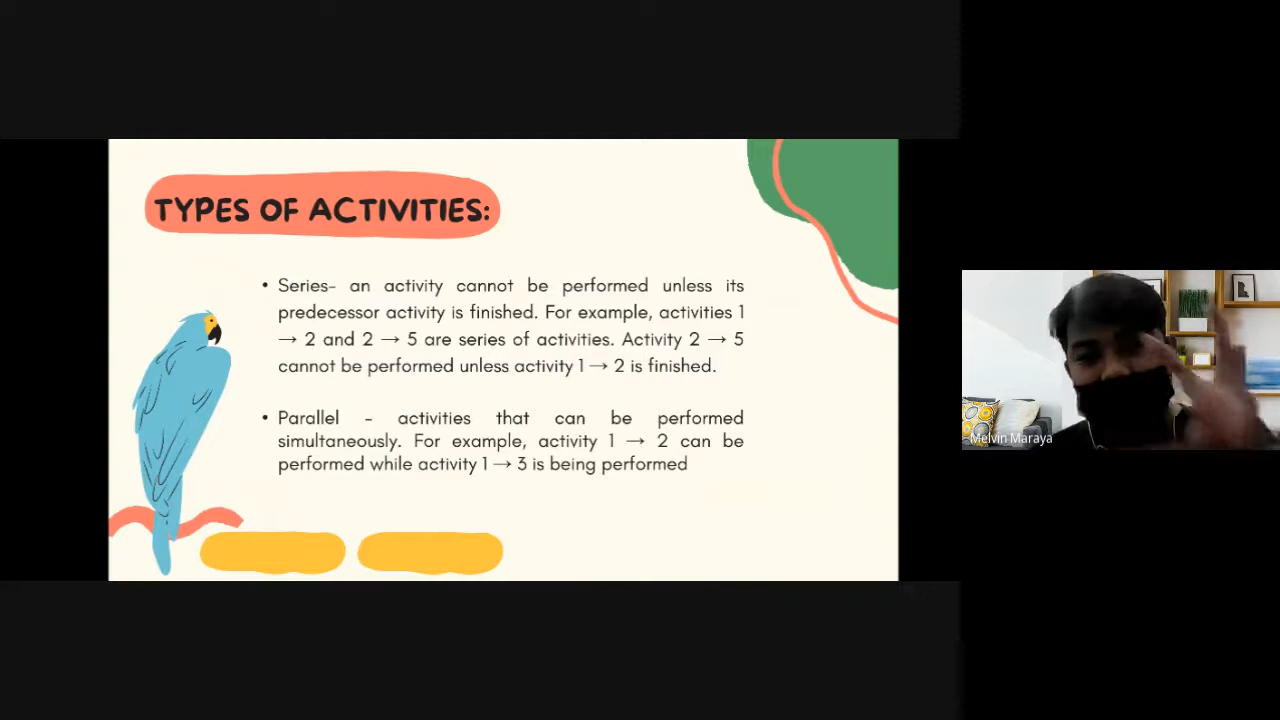 TYPES OF ACTIVITIES:
• Series- an activity cannot be performed unless its
predecessor activity is finished. For example, activities 1
→ 2 and 2 → 5 are series of activities. Activity 2 → 5
cannot be performed unless activity 1 → 2 is finished.
• Parallel - activities that can be performed
simultaneously. For example, activity 1 → 2 can be
performed while activity 1 → 3 is being performed
Melvin Maraya